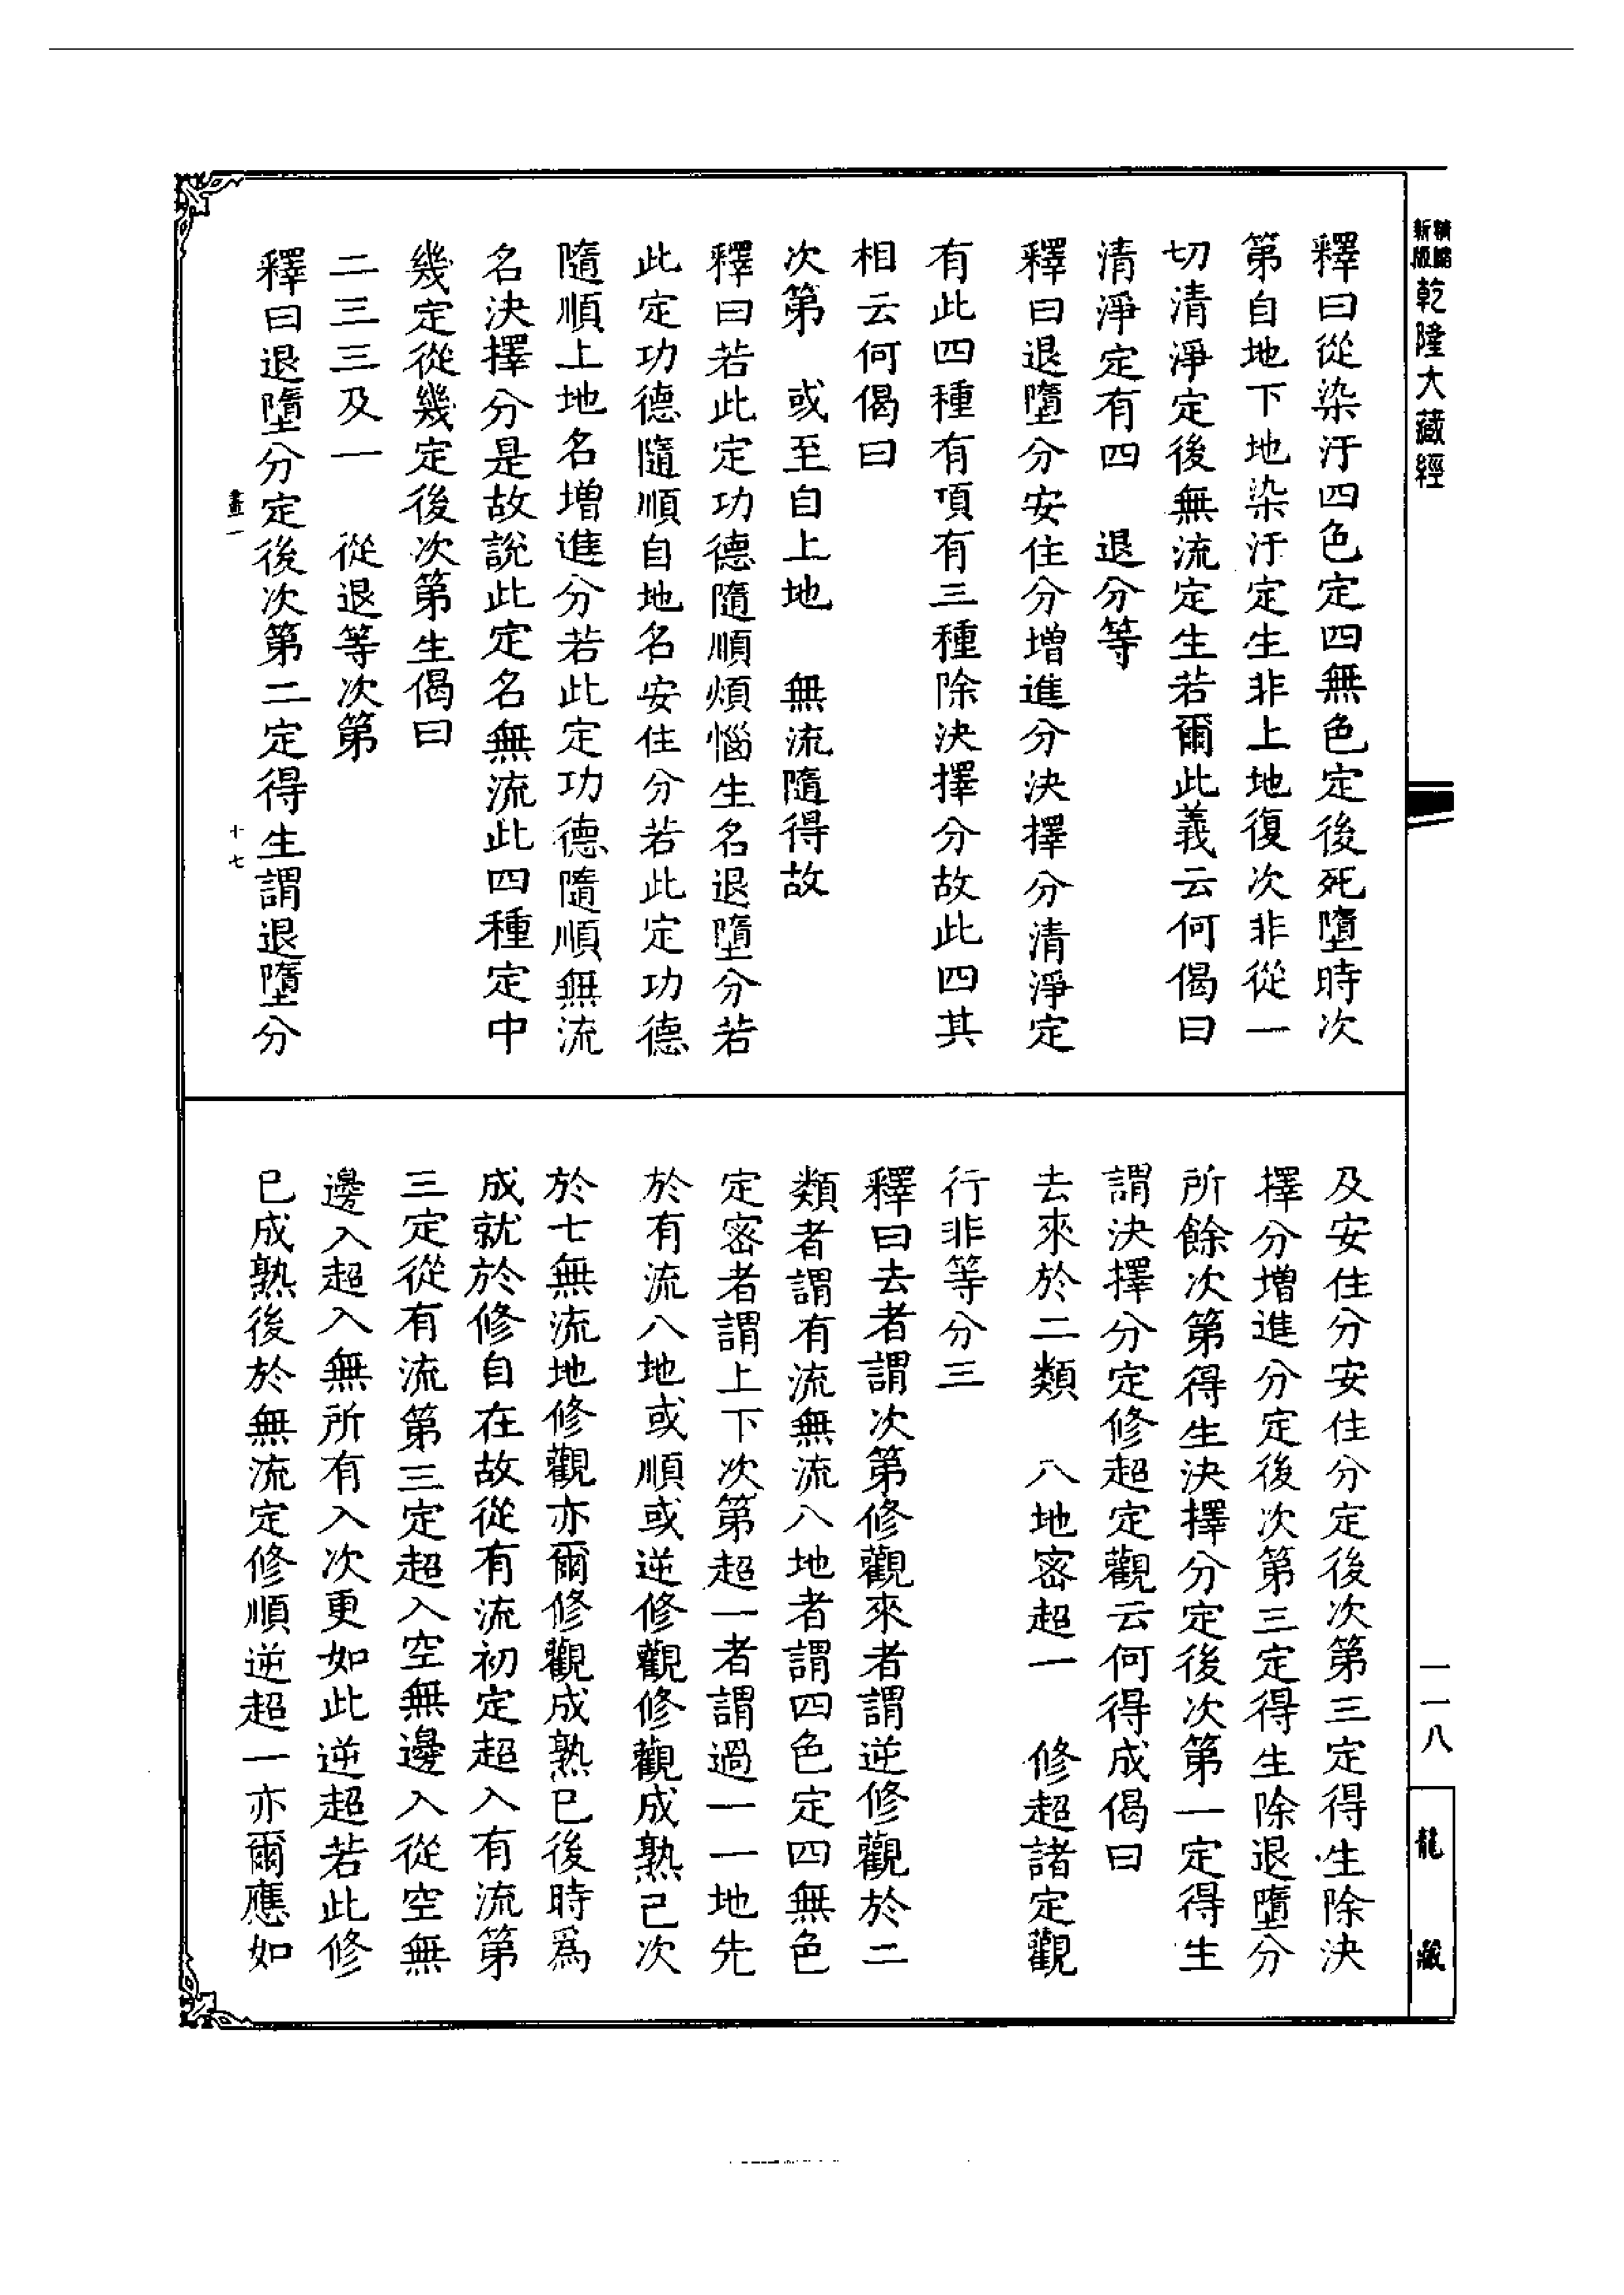 新版精縮乾隆大藏經
釋曰從染汙四色定四無色定後死墮時次
第自地下地染汙定生非上地復次非從一
切清淨定後無流定生若爾此義云何偈曰
清淨定有四　退分等
釋曰退墮分安住分增進分決擇分清淨定
有此四種有頂有三種除決擇分故此四其
相云何偈曰
次第　或至自上地　無流隨得故
釋曰若此定功德隨順煩惱生名退墮分若
此定功德隨順自地名安住分若此定功德
隨順上地名增進分若此定功德隨順無流
名決擇分是故說此定名無流此四種定中
幾定從幾定後次第生偈曰
二三三及一　從退等次第
釋曰退墮分定後次第二定得生謂退墮分
畫一　十七
及安住分安住分定後次第三定得生除決
擇分增進分定後次第三定得生除退墮分
所餘次第得生決擇分定後次第一定得生
謂決擇分定修超定觀云何得成偈曰
去來於二類　八地密超一　修超諸定觀
行非等分三
釋曰去者謂次第修觀來者謂逆修觀於二
類者謂有流無流八地者謂四色定四無色
定密者謂上下次第超一者謂過一一地先
於有流八地或順或逆修觀修觀成熟已次
於七無流地修觀亦爾修觀成熟已後時爲
成就於修自在故從有流初定超入有流第
三定從有流第三定超入空無邊入從空無
邊入超入無所有入次更如此逆超若此修
已成熟後於無流定修順逆超一亦爾應如
一一八
龍藏